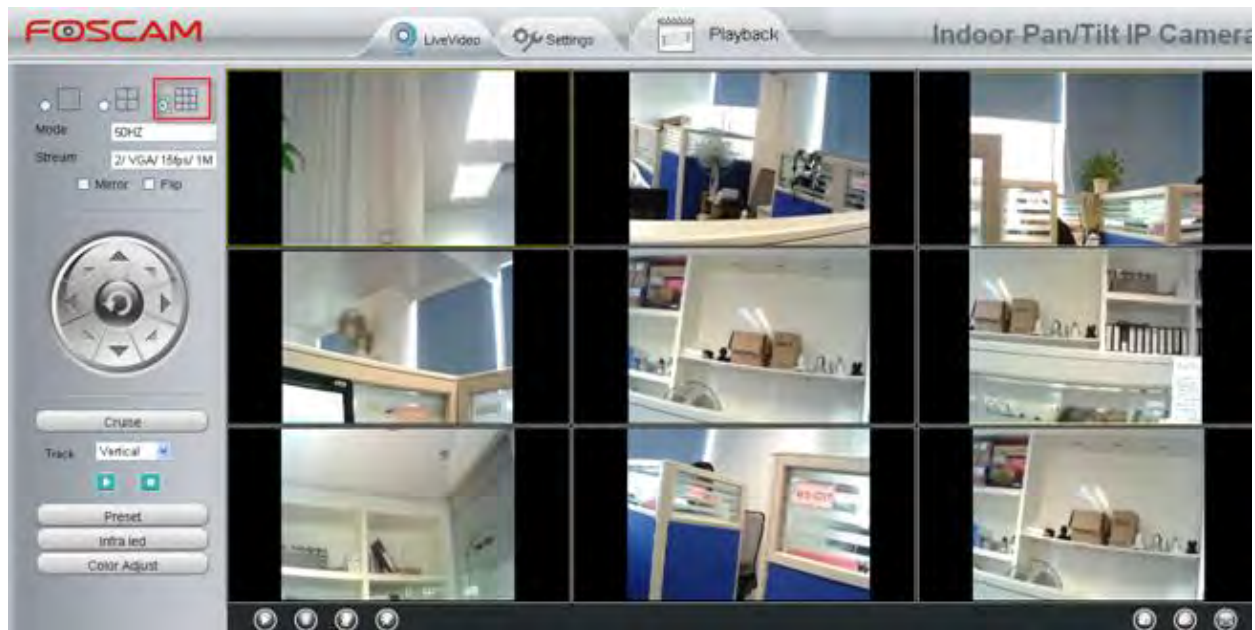 FOSCAM
LiveVideo
Settings
Playback
Indoor Pan/Tilt IP Camera
Mode
50HZ
Stream
2/ VGA/ 15fps/ 1M
Mirror
Flip
Cruise
Track
Vertical
Preset
Infra led
Color Adjust